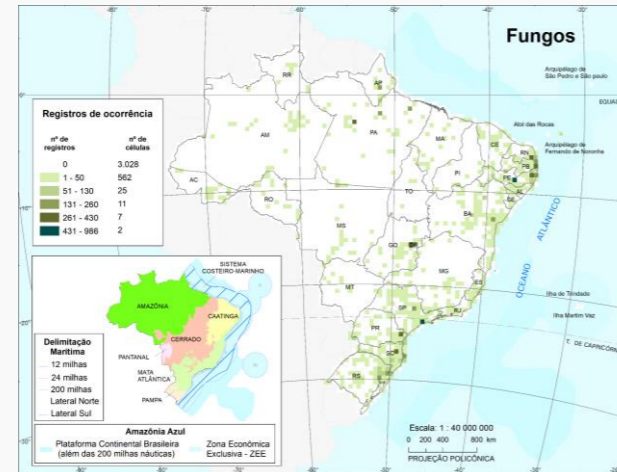 Fungos
Arquipélago de
São Pedro e São paulo
EQUAD
Atol das Rocas
Arquipélago de
Fernando de Noronha
Registros de ocorrência
nº de registros nº de células
0 3.028
1 - 50 562
51 - 130 25
131 - 260 11
261 - 430 7
431 - 986 2
RR
AP
AM
PA
MA
CE
RN
PB
PE
AL
SE
PI
AC
RO
TO
BA
MS
GO
DF
MT
MG
ES
SP
RJ
PR
SC
RS
OCEANO
ATLÂNTICO
Ilha de Trindade
Ilha Martim Vaz
T. DE CAPRICÓRN
SISTEMA
COSTEIRO-MARINHO
AMAZÔNIA
CAATINGA
CERRADO
PANTANAL
MATA
ATLÂNTICA
PAMPA
Delimitação
Marítima
12 milhas
24 milhas
200 milhas
Lateral Norte
Lateral Sul
Amazônia Azul
Plataforma Continental Brasileira
(além das 200 milhas náuticas)
Zona Econômica
Exclusiva - ZEE
Escala: 1 : 40 000 000
0 200 400 800 km
PROJEÇÃO POLICÔNICA